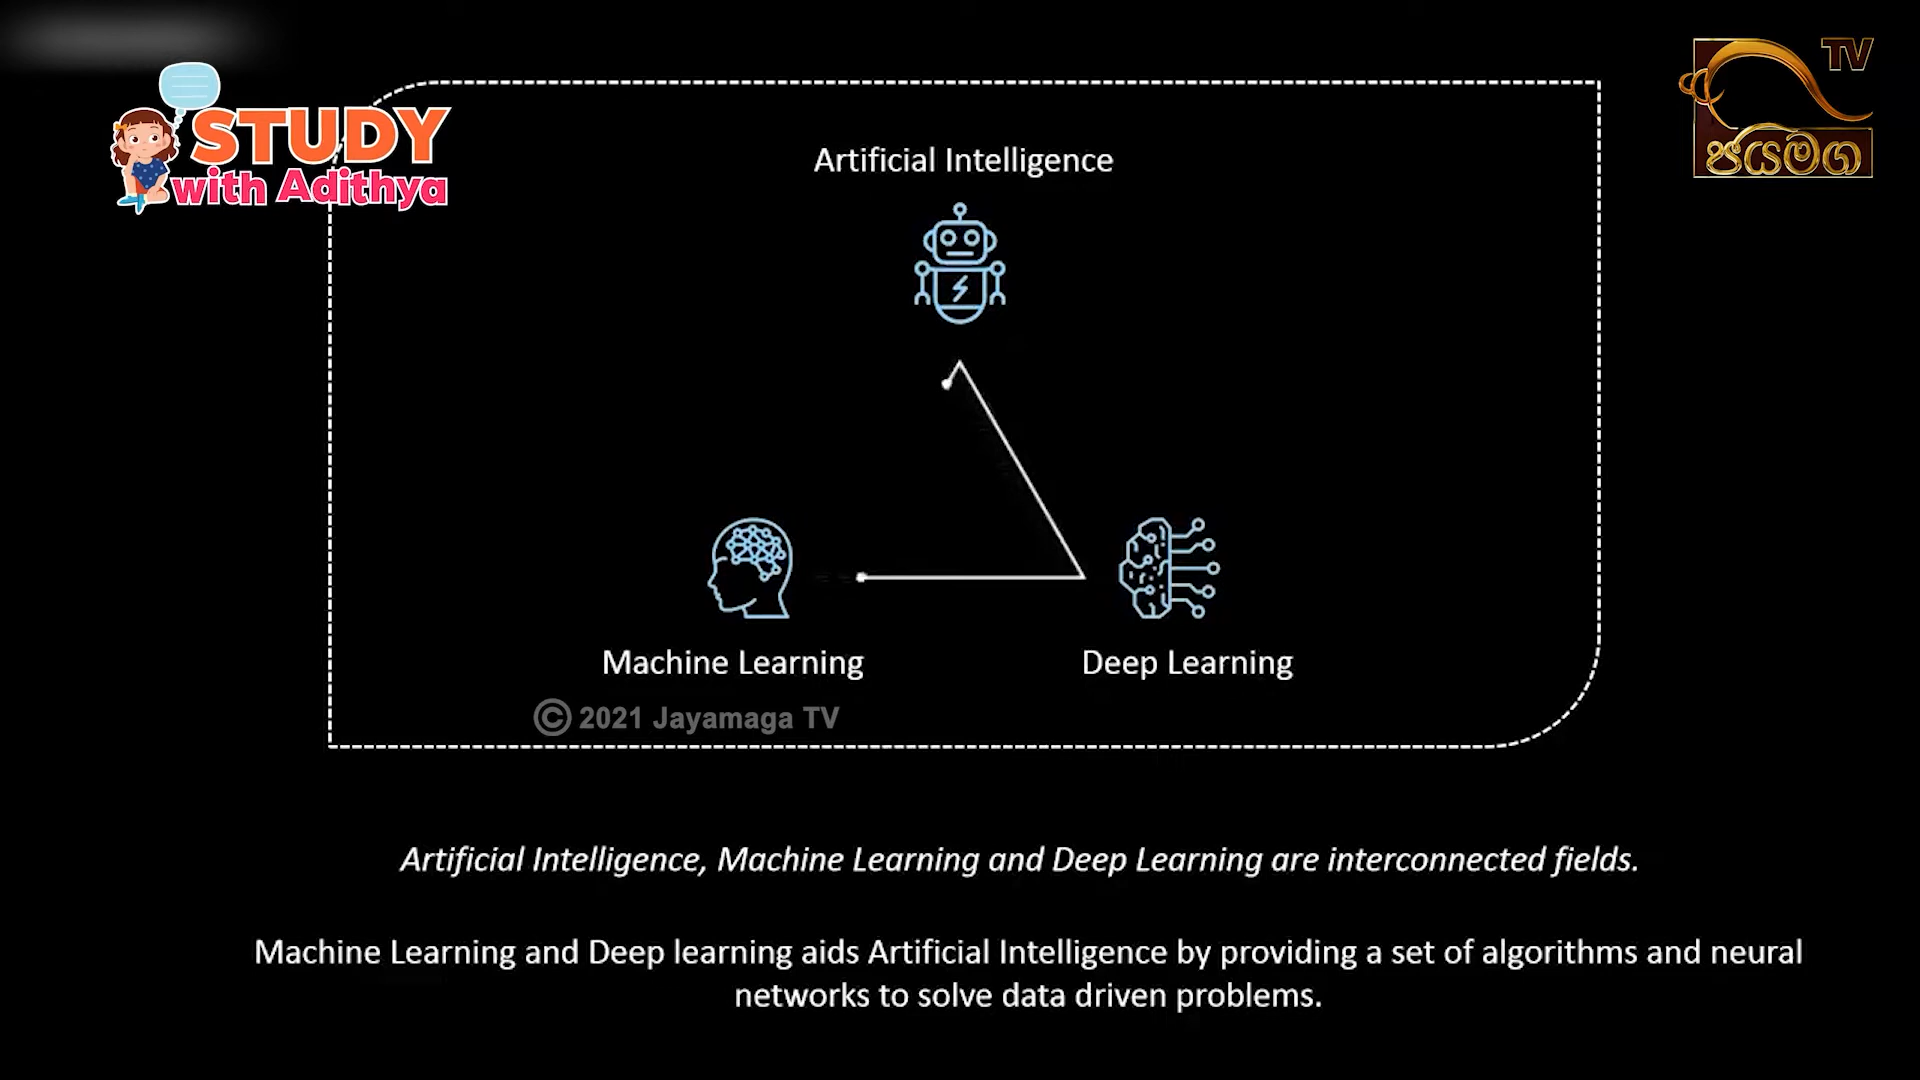 STUDY
with Adithya
TV
ජයමග
Artificial Intelligence
Machine Learning
Deep Learning
© 2021 Jayamaga TV
Artificial Intelligence, Machine Learning and Deep Learning are interconnected fields.
Machine Learning and Deep learning aids Artificial Intelligence by providing a set of algorithms and neural
networks to solve data driven problems.